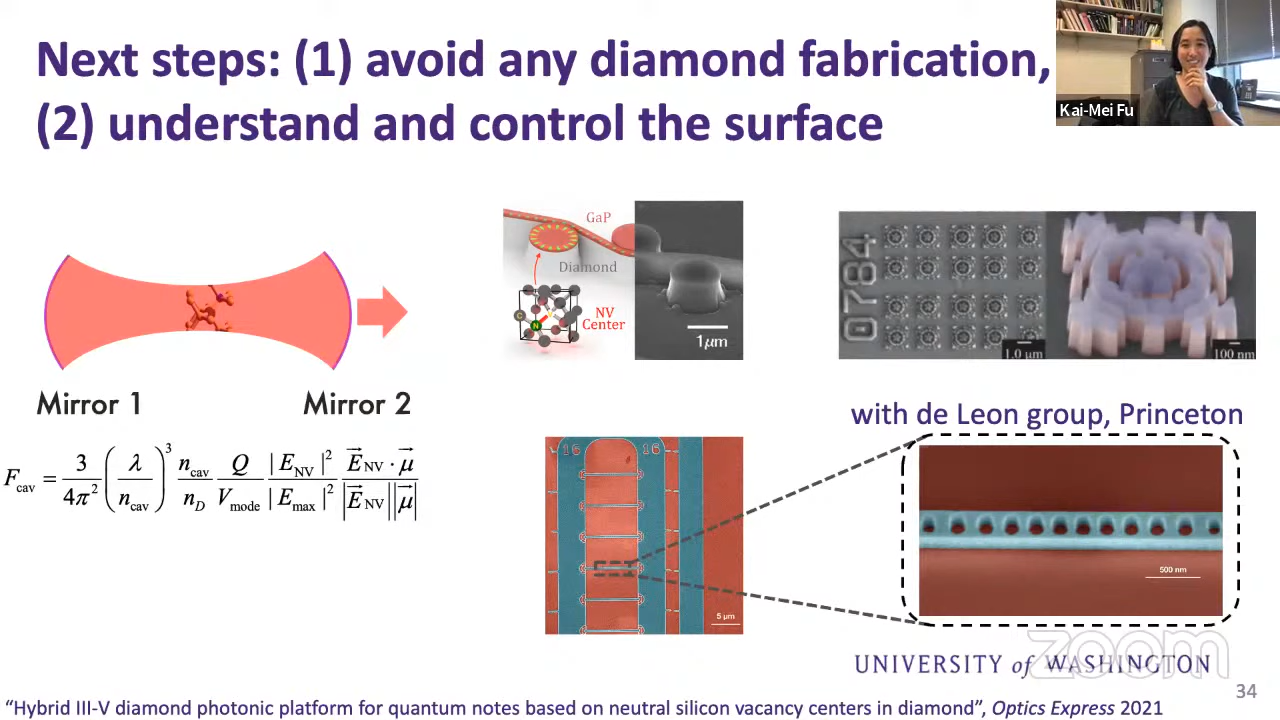 Next steps: (1) avoid any diamond fabrication,
(2) understand and control the surface
Kai-Mei Fu
GaP
Diamond
C
N
NV
Center
1µm
0784
1.0 µm
100 nm
Mirror 1
Mirror 2
with de Leon group, Princeton
F_cav = 3/4π² (λ/n_cav)³ n_cav/n_D Q/V_mode |E_NV|²/|E_max|² E⃗_NV · μ⃗/|E⃗_NV||μ⃗|
V16
16
5 µm
500 nm
zoom
UNIVERSITY of WASHINGTON
34
“Hybrid III-V diamond photonic platform for quantum notes based on neutral silicon vacancy centers in diamond”, Optics Express 2021